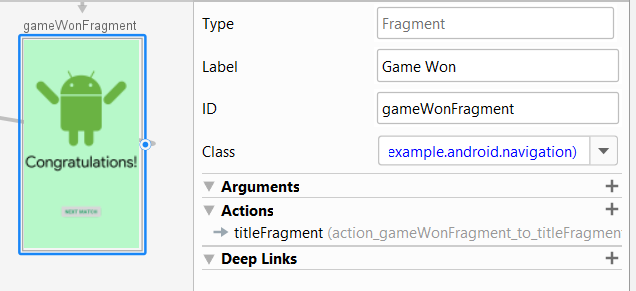 gameWonFragment
Congratulations!
NEXT MATCH
Type
Fragment
Label
Game Won
ID
gameWonFragment
Class
example.android.navigation)
Arguments
Actions
titleFragment (action_gameWonFragment_to_titleFragmen
Deep Links